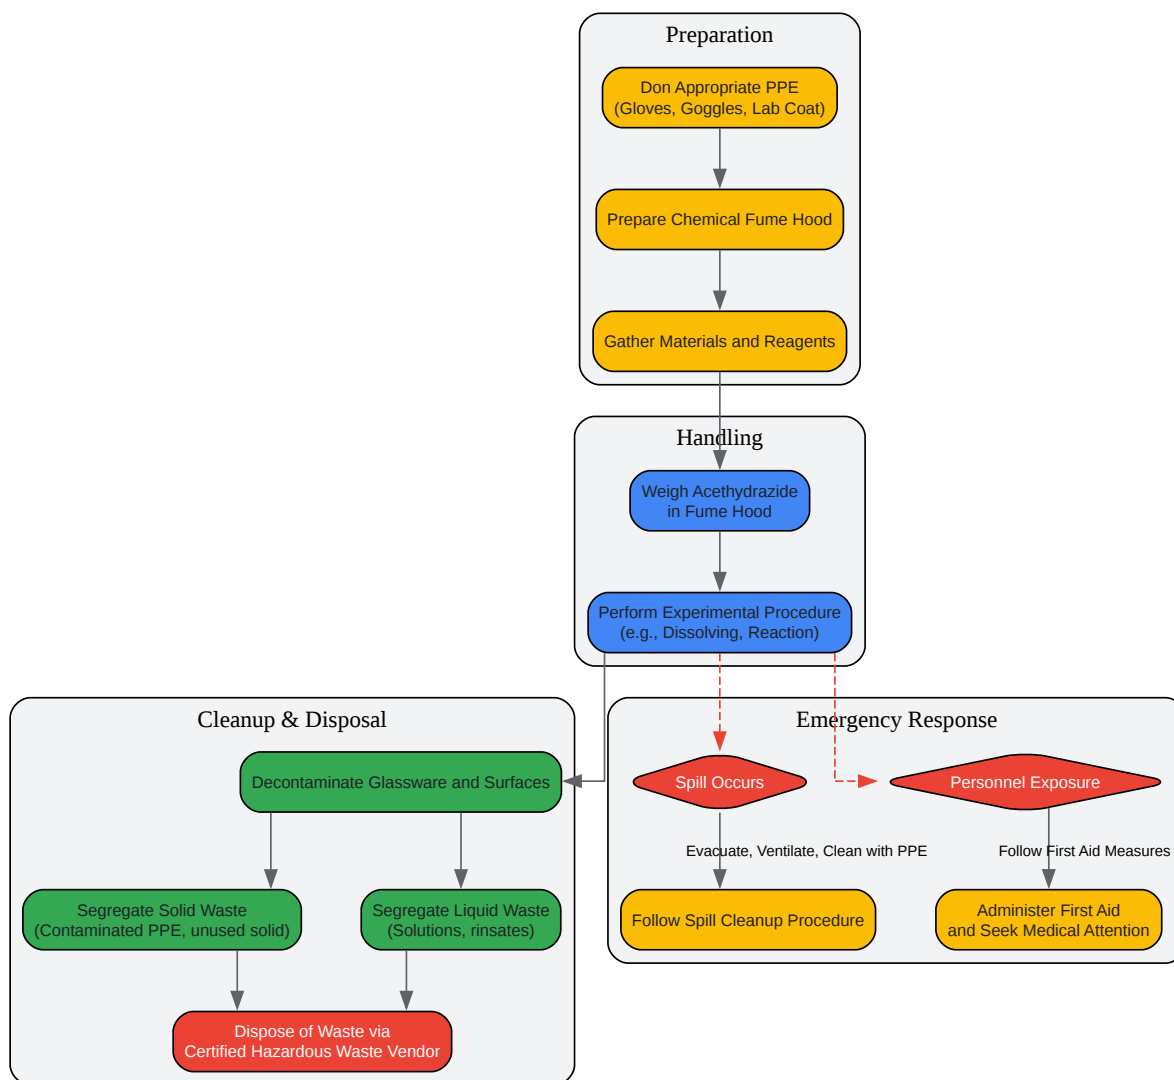 Preparation
Don Appropriate PPE
(Gloves, Goggles, Lab Coat)
Prepare Chemical Fume Hood
Gather Materials and Reagents
Handling
Weigh Acethydrazide
in Fume Hood
Perform Experimental Procedure
(e.g., Dissolving, Reaction)
Cleanup & Disposal
Decontaminate Glassware and Surfaces
Segregate Solid Waste
(Contaminated PPE, unused solid)
Segregate Liquid Waste
(Solutions, rinsates)
Dispose of Waste via
Certified Hazardous Waste Vendor
Emergency Response
Spill Occurs
Personnel Exposure
Evacuate, Ventilate, Clean with PPE
Follow First Aid Measures
Follow Spill Cleanup Procedure
Administer First Aid
and Seek Medical Attention